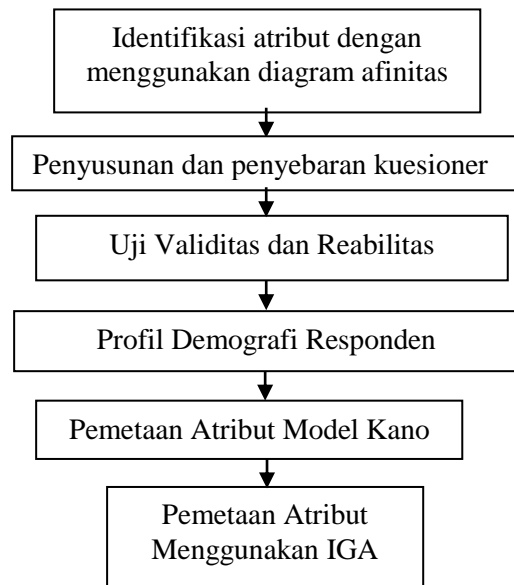 Identifikasi atribut dengan
menggunakan diagram afinitas
Penyusunan dan penyebaran kuesioner
Uji Validitas dan Reabilitas
Profil Demografi Responden
Pemetaan Atribut Model Kano
Pemetaan Atribut
Menggunakan IGA